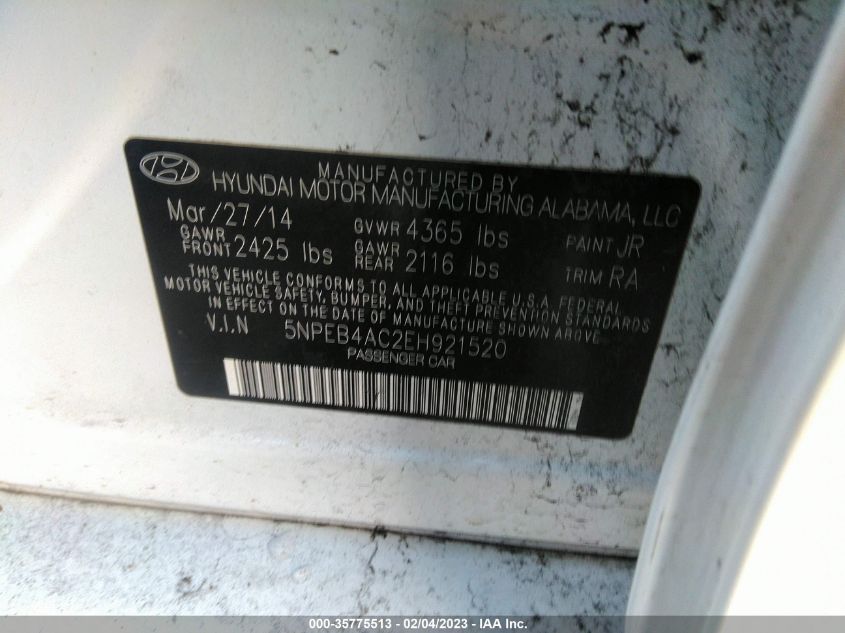 MANUFACTURED BY
HYUNDAI MOTOR MANUFACTURING ALABAMA, LLC
Mar/27/14 GVWR 4365 lbs PAINT JR
GAWR FRONT 2425 lbs GAWR REAR 2116 lbs TRIM RA
THIS VEHICLE CONFORMS TO ALL APPLICABLE U.S.A. FEDERAL
MOTOR VEHICLE SAFETY, BUMPER, AND THEFT PREVENTION STANDARDS
IN EFFECT ON THE DATE OF MANUFACTURE SHOWN ABOVE.
V.I.N 5NPEB4AC2EH921520
PASSENGER CAR
000-35775513 — 02/04/2023 — IAA Inc.